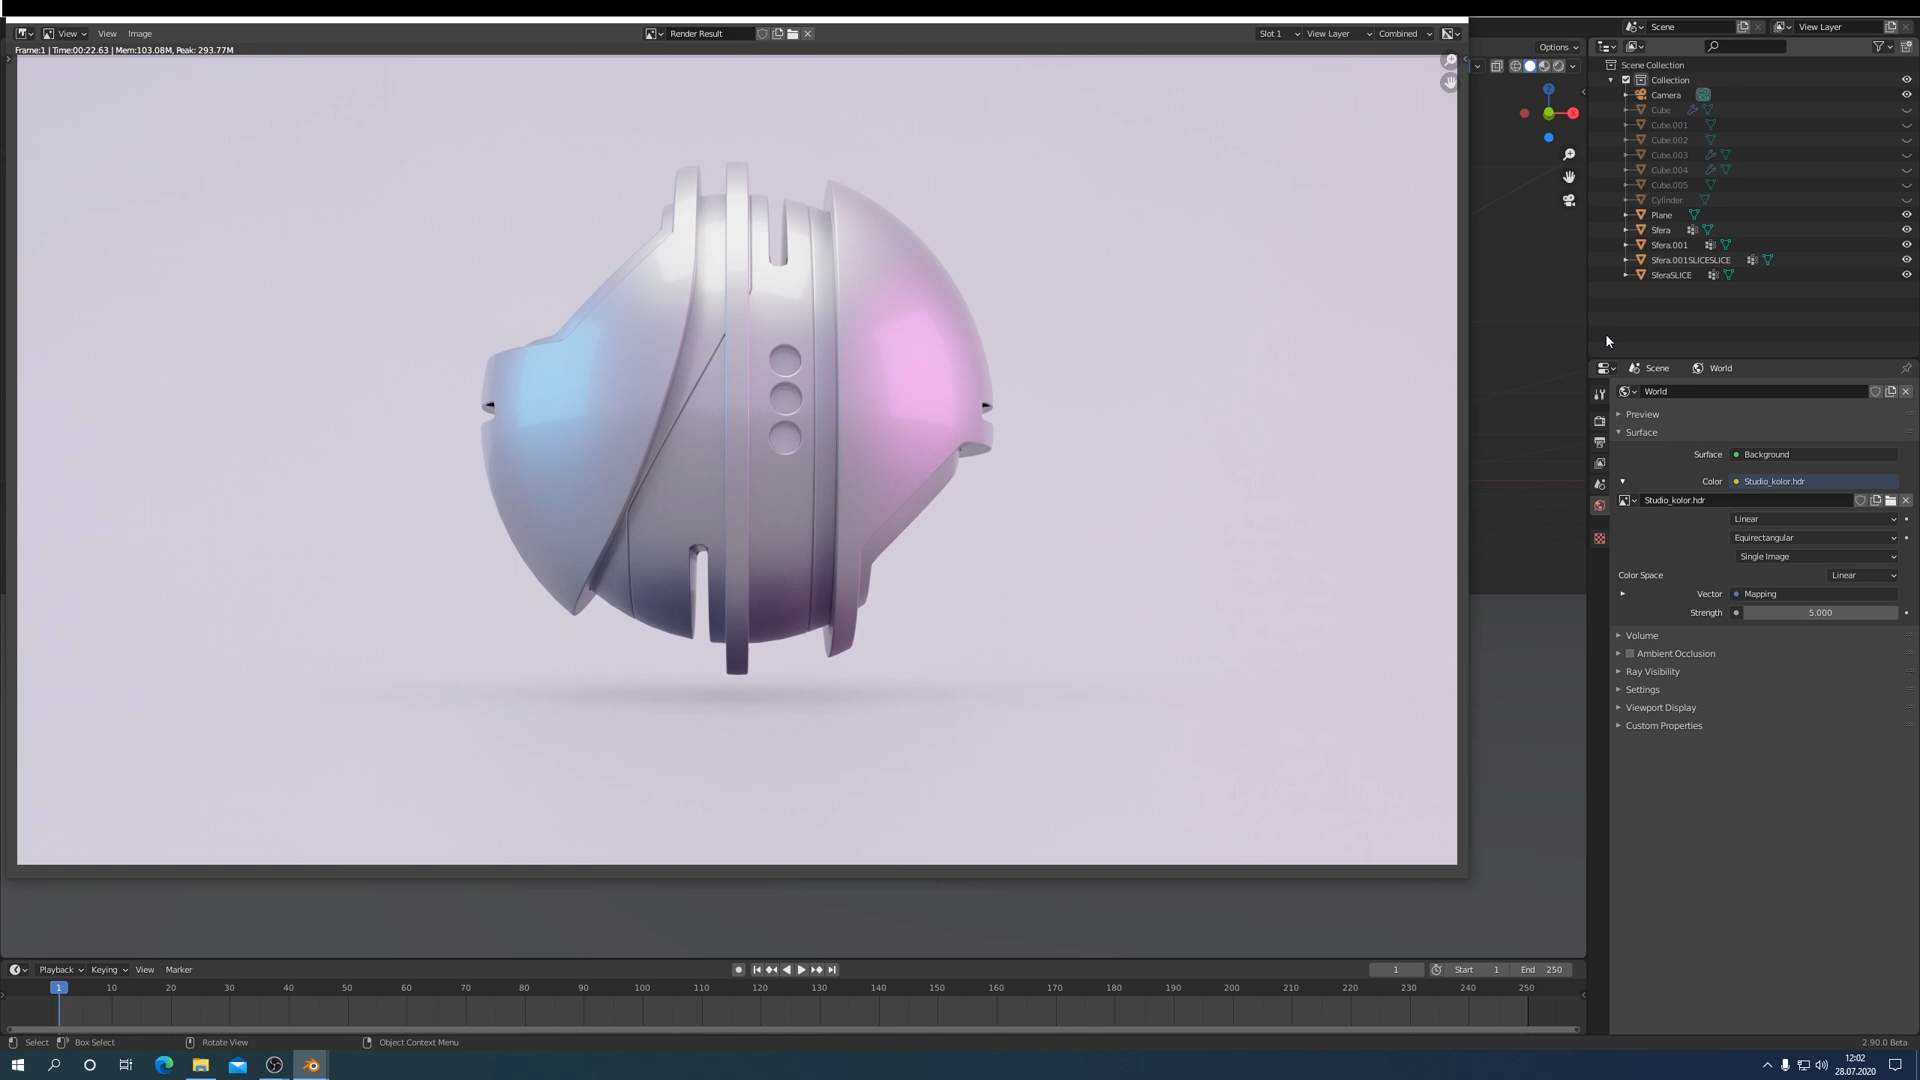 View View Image Render Result Slot 1 View Layer Combined
Frame:1 | Time:00:22.63 | Mem:103.08M, Peak: 293.77M
Options
Z
X
Scene View Layer
Scene Collection
Collection
Camera
Cube
Cube.001
Cube.002
Cube.003
Cube.004
Cube.005
Cylinder
Plane
Sfera
Sfera.001
Sfera.001SLICESLICE
SferaSLICE
Scene World
World
Preview
Surface
Surface Background
Color Studio_kolor.hdr
Studio_kolor.hdr
Linear
Equirectangular
Single Image
Color Space Linear
Vector Mapping
Strength 5.000
Volume
Ambient Occlusion
Ray Visibility
Settings
Viewport Display
Custom Properties
Playback Keying View Marker 1 Start 1 End 250
1 10 20 30 40 50 60 70 80 90 100 110 120 130 140 150 160 170 180 190 200 210 220 230 240 250
Select Box Select Rotate View Object Context Menu 2.90.0 Beta
12:02
28.07.2020